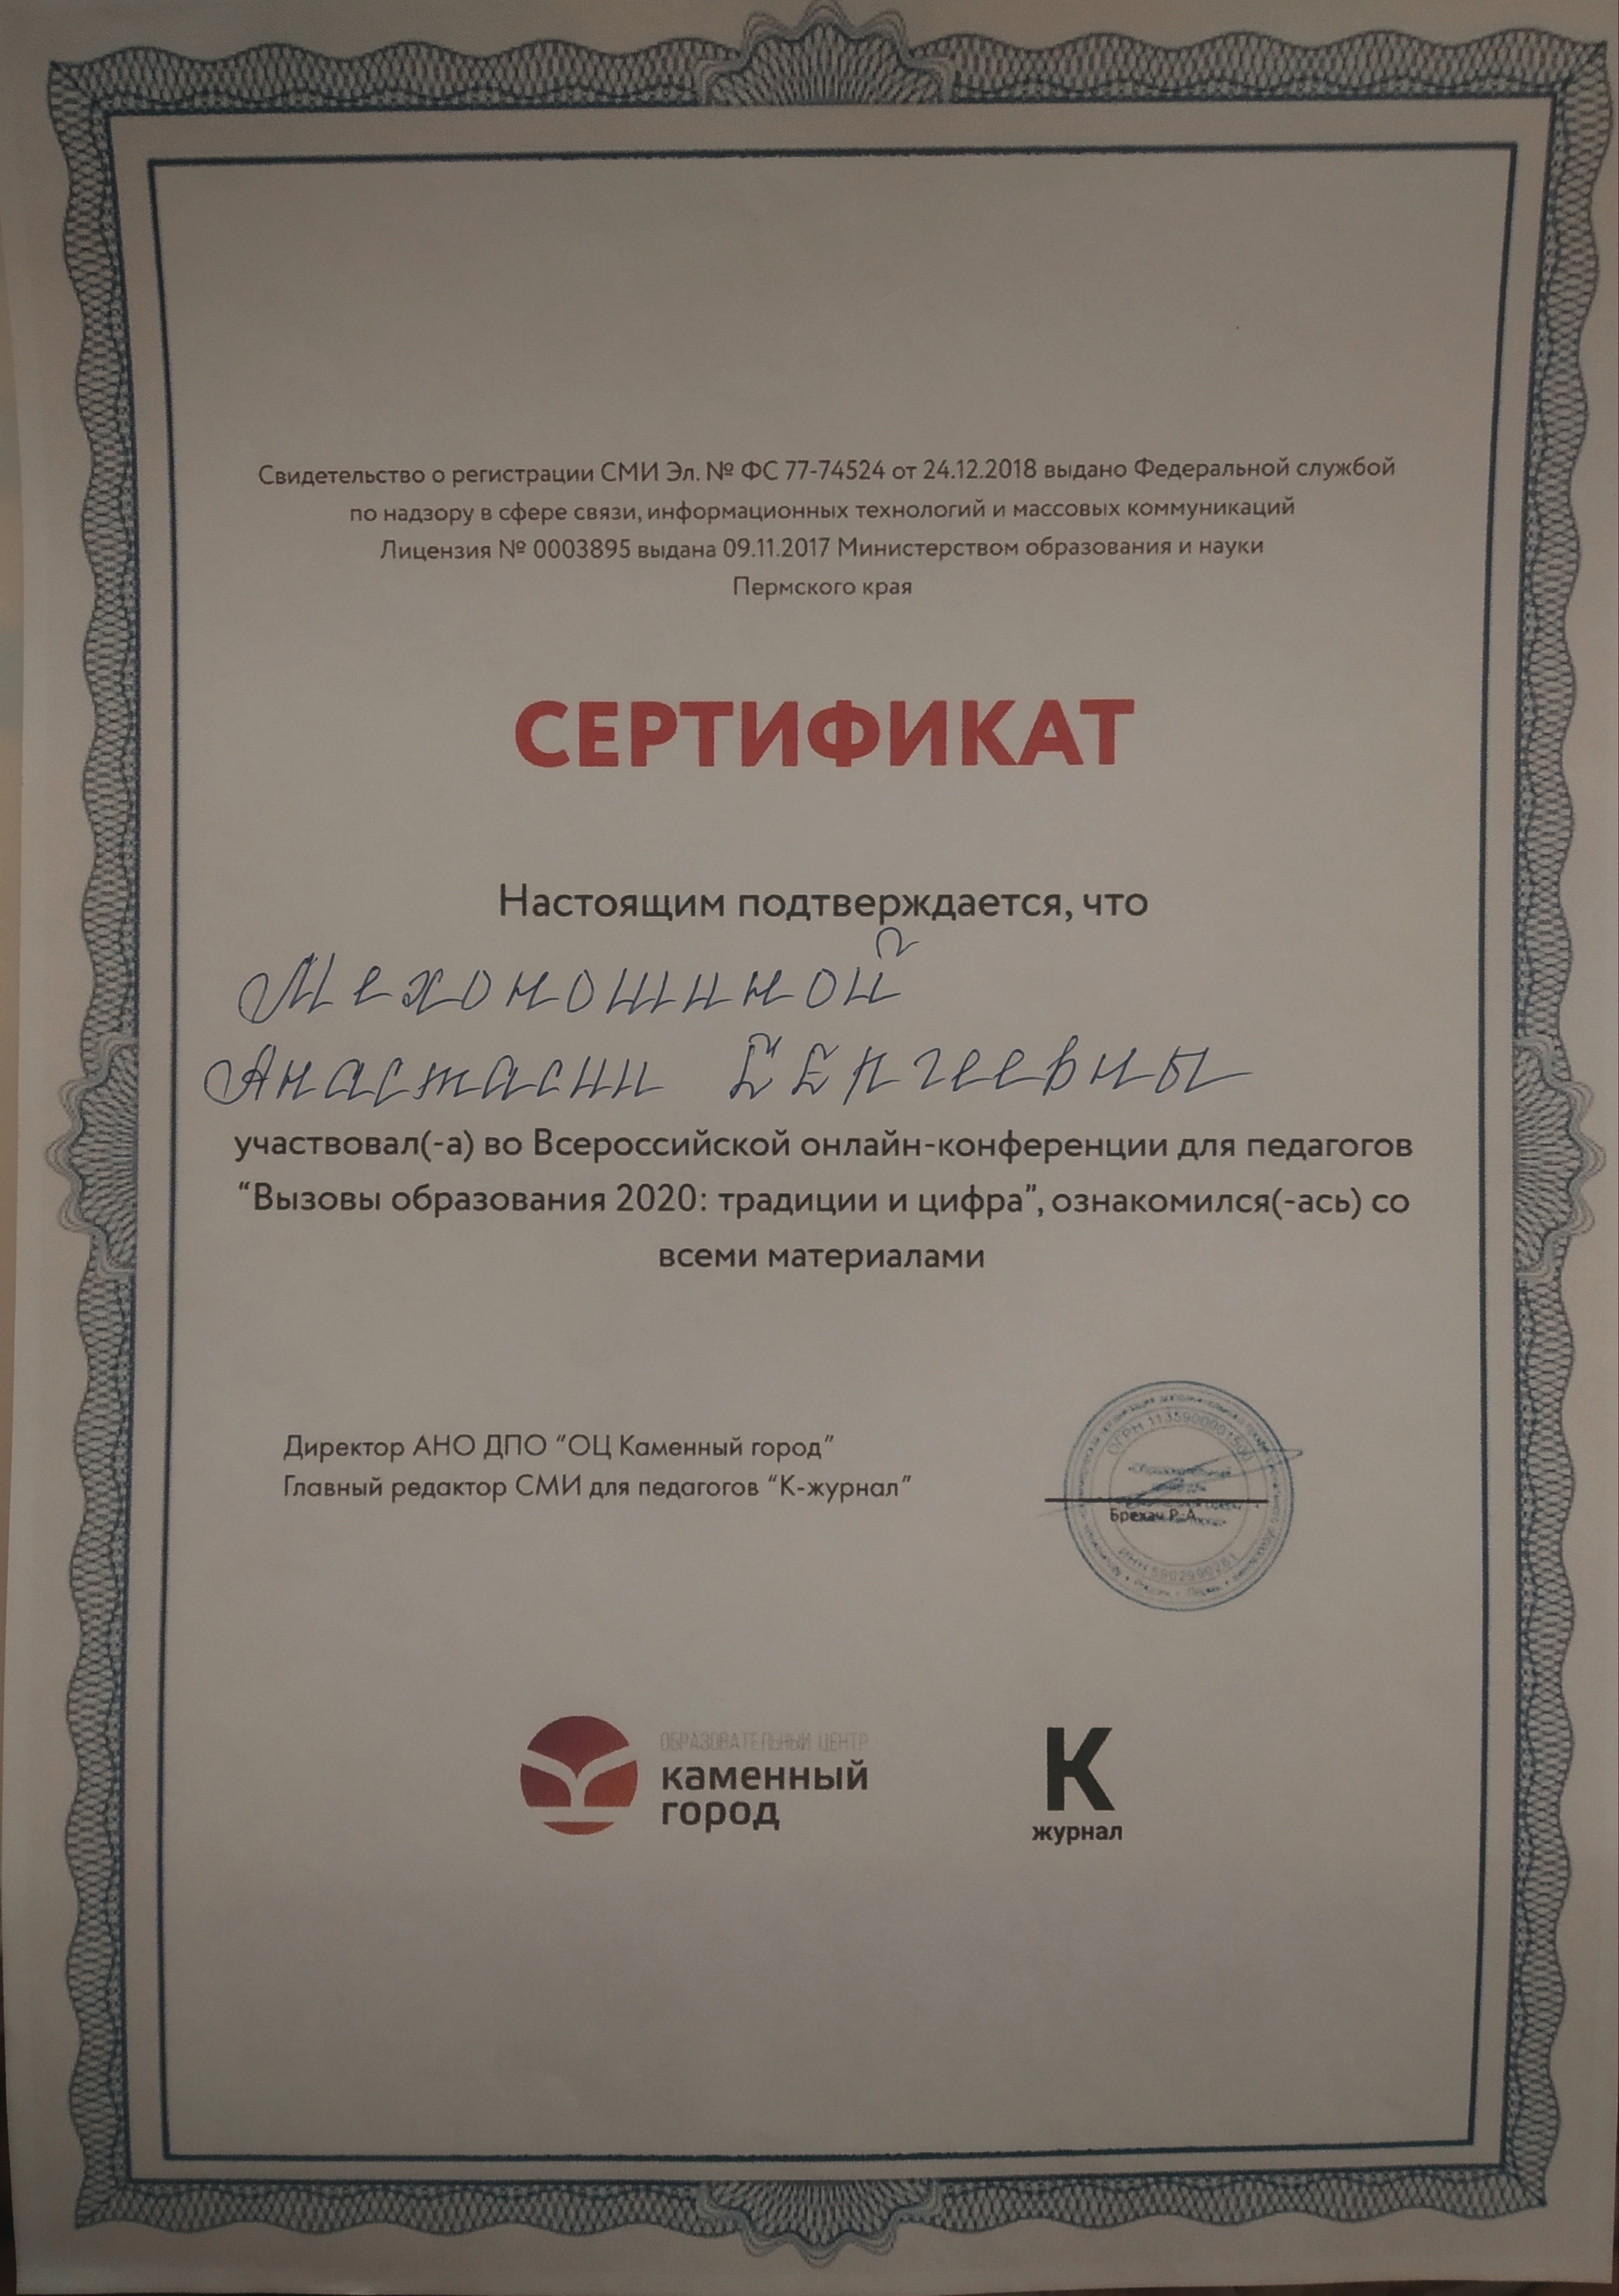 Свидетельство о регистрации СМИ Эл. № ФС 77-74524 от 24.12.2018 выдано Федеральной службой
по надзору в сфере связи, информационных технологий и массовых коммуникаций
Лицензия № 0003895 выдана 09.11.2017 Министерством образования и науки
Пермского края
СЕРТИФИКАТ
Настоящим подтверждается, что
Мехоношиной
Анастасии Сергеевны
участвовал(-а) во Всероссийской онлайн-конференции для педагогов
“Вызовы образования 2020: традиции и цифра”, ознакомился(-ась) со
всеми материалами
Директор АНО ДПО “ОЦ Каменный город”
Главный редактор СМИ для педагогов “К-журнал”
ОГРН 1135900001500
Брехач Р. А.
ИНН
ОБРАЗОВАТЕЛЬНЫЙ ЦЕНТР
каменный
город
К
журнал